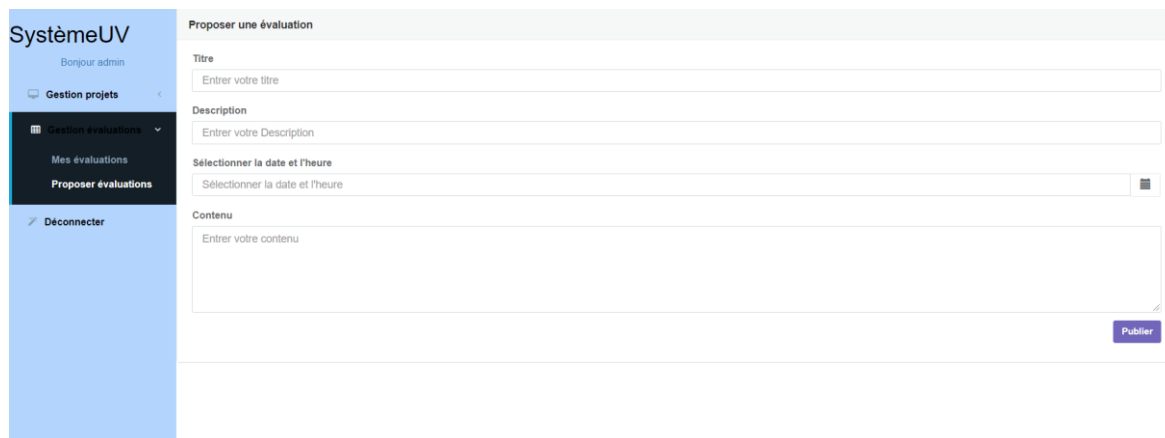 SystèmeUV
Bonjour admin
Gestion projets
Gestion évaluations
Mes évaluations
Proposer évaluations
Déconnecter
Proposer une évaluation
Titre
Entrer votre titre
Description
Entrer votre Description
Sélectionner la date et l'heure
Sélectionner la date et l'heure
Contenu
Entrer votre contenu
Publier